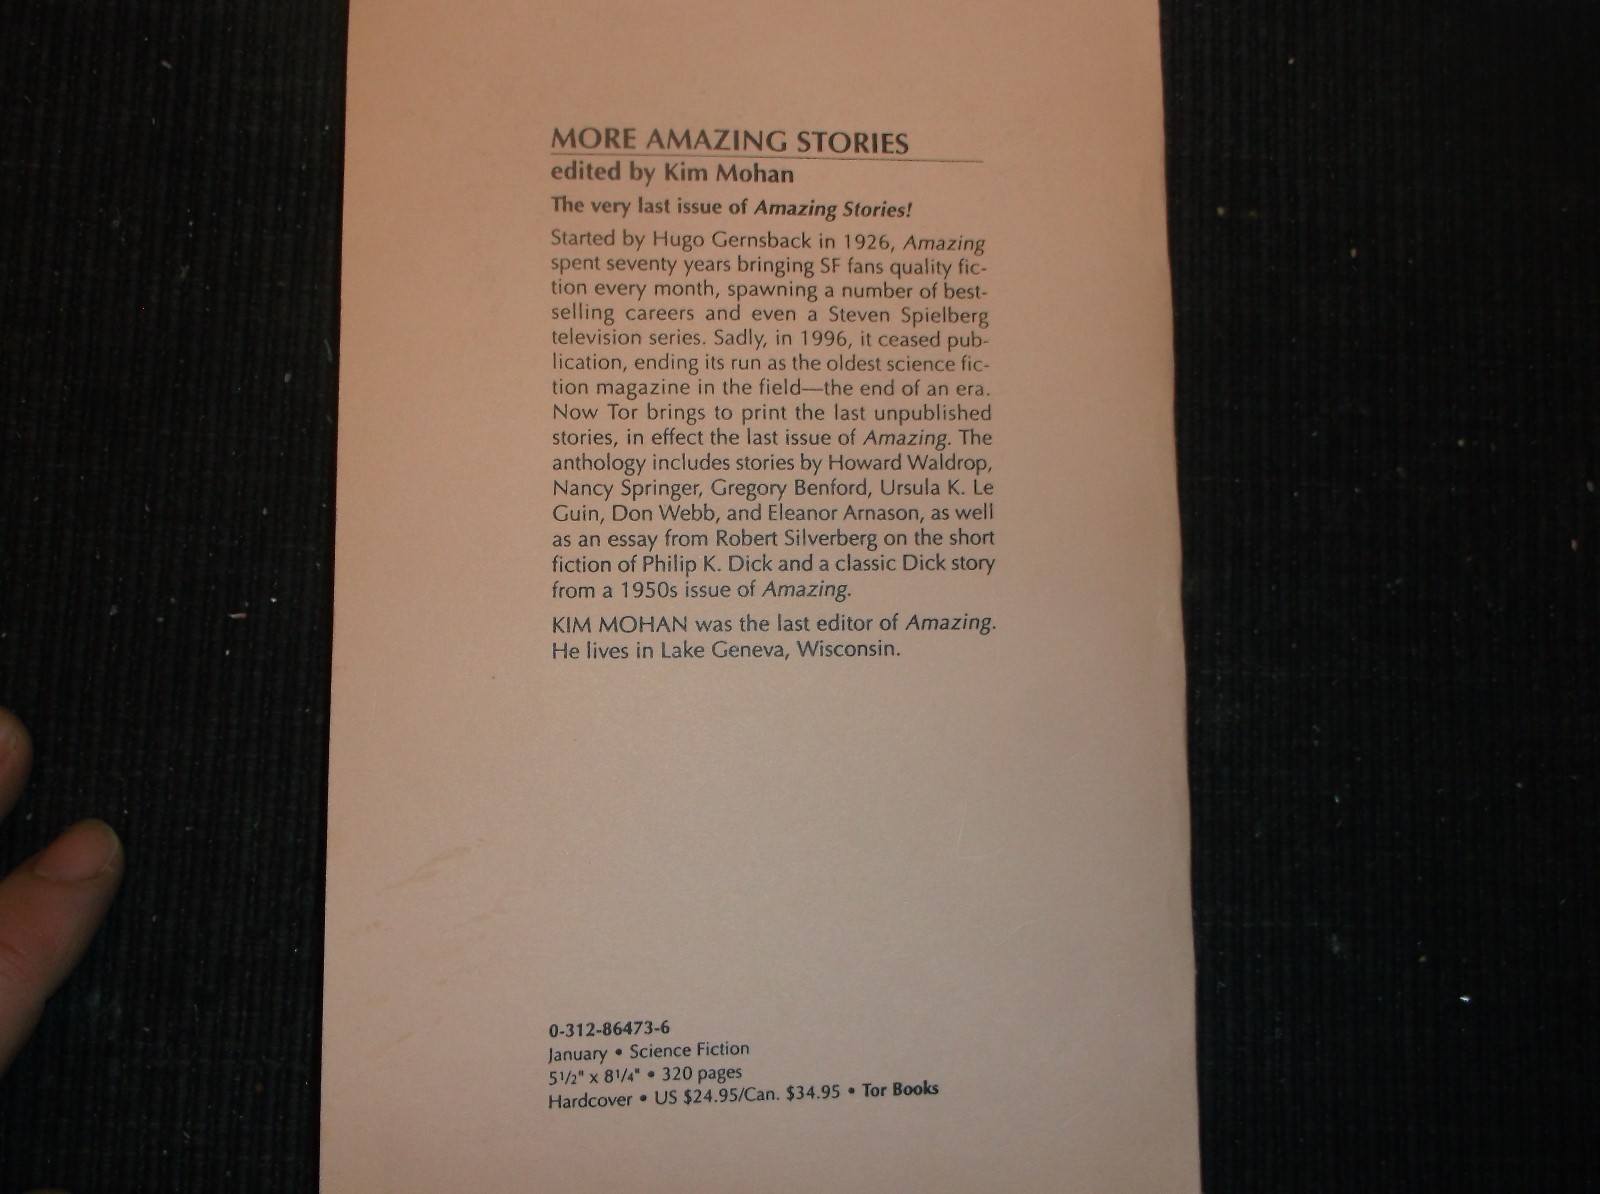 MORE AMAZING STORIES
edited by Kim Mohan
The very last issue of Amazing Stories!
Started by Hugo Gernsback in 1926, Amazing
spent seventy years bringing SF fans quality fic-
tion every month, spawning a number of best-
selling careers and even a Steven Spielberg
television series. Sadly, in 1996, it ceased pub-
lication, ending its run as the oldest science fic-
tion magazine in the field—the end of an era.
Now Tor brings to print the last unpublished
stories, in effect the last issue of Amazing. The
anthology includes stories by Howard Waldrop,
Nancy Springer, Gregory Benford, Ursula K. Le
Guin, Don Webb, and Eleanor Arnason, as well
as an essay from Robert Silverberg on the short
fiction of Philip K. Dick and a classic Dick story
from a 1950s issue of Amazing.
KIM MOHAN was the last editor of Amazing.
He lives in Lake Geneva, Wisconsin.
0-312-86473-6
January • Science Fiction
5 1/2" x 8 1/4" • 320 pages
Hardcover • US $24.95/Can. $34.95 • Tor Books